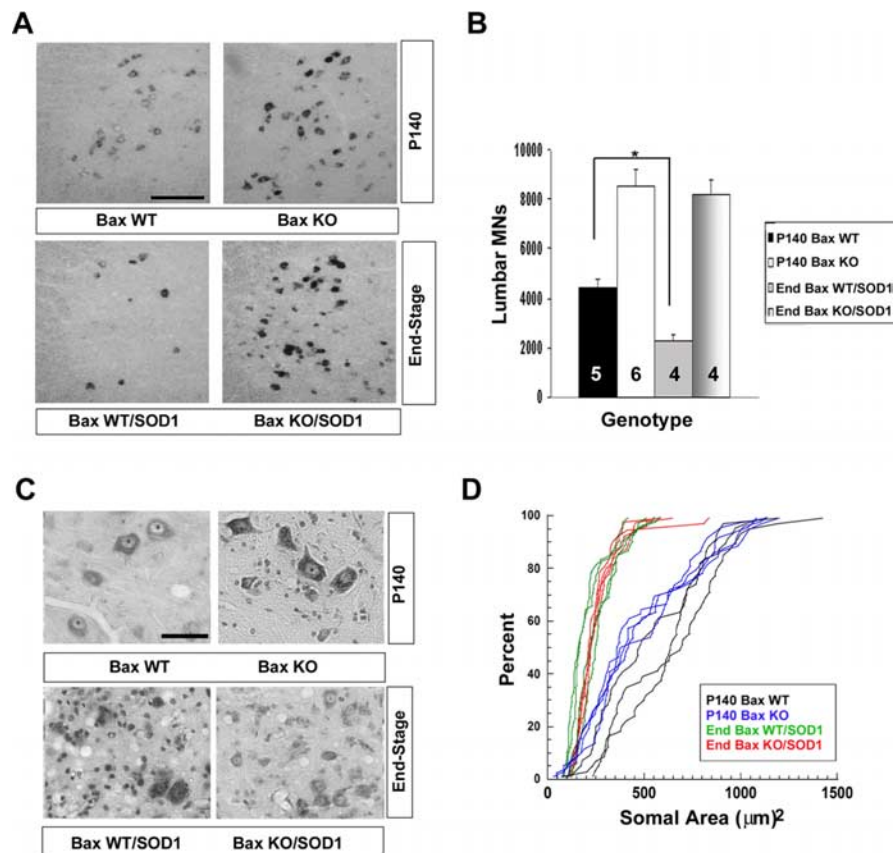 A
B
P140
Bax WT
Bax KO
End-Stage
Bax WT/SOD1
Bax KO/SOD1
Lumbar MNs
10000
8000
6000
4000
2000
0
*
5
6
4
4
Genotype
P140 Bax WT
P140 Bax KO
End Bax WT/SOD1
End Bax KO/SOD1
C
D
P140
Bax WT
Bax KO
End-Stage
Bax WT/SOD1
Bax KO/SOD1
Percent
100
80
60
40
20
0
0
500
1000
1500
Somal Area (μm)2
P140 Bax WT
P140 Bax KO
End Bax WT/SOD1
End Bax KO/SOD1